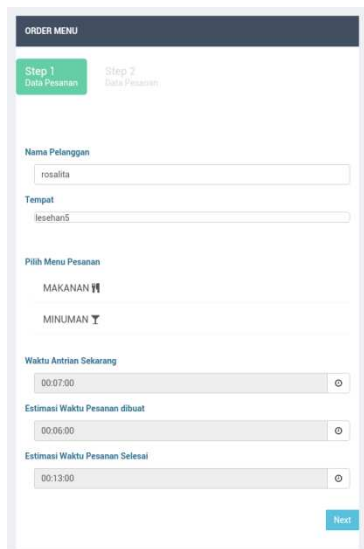 ORDER MENU
Step 1
Data Pesanan
Step 2
Data Pesanan
Nama Pelanggan
rosalita
Tempat
lesehan5
Pilih Menu Pesanan
MAKANAN
MINUMAN
Waktu Antrian Sekarang
00:07:00
Estimasi Waktu Pesanan dibuat
00:06:00
Estimasi Waktu Pesanan Selesai
00:13:00
Next